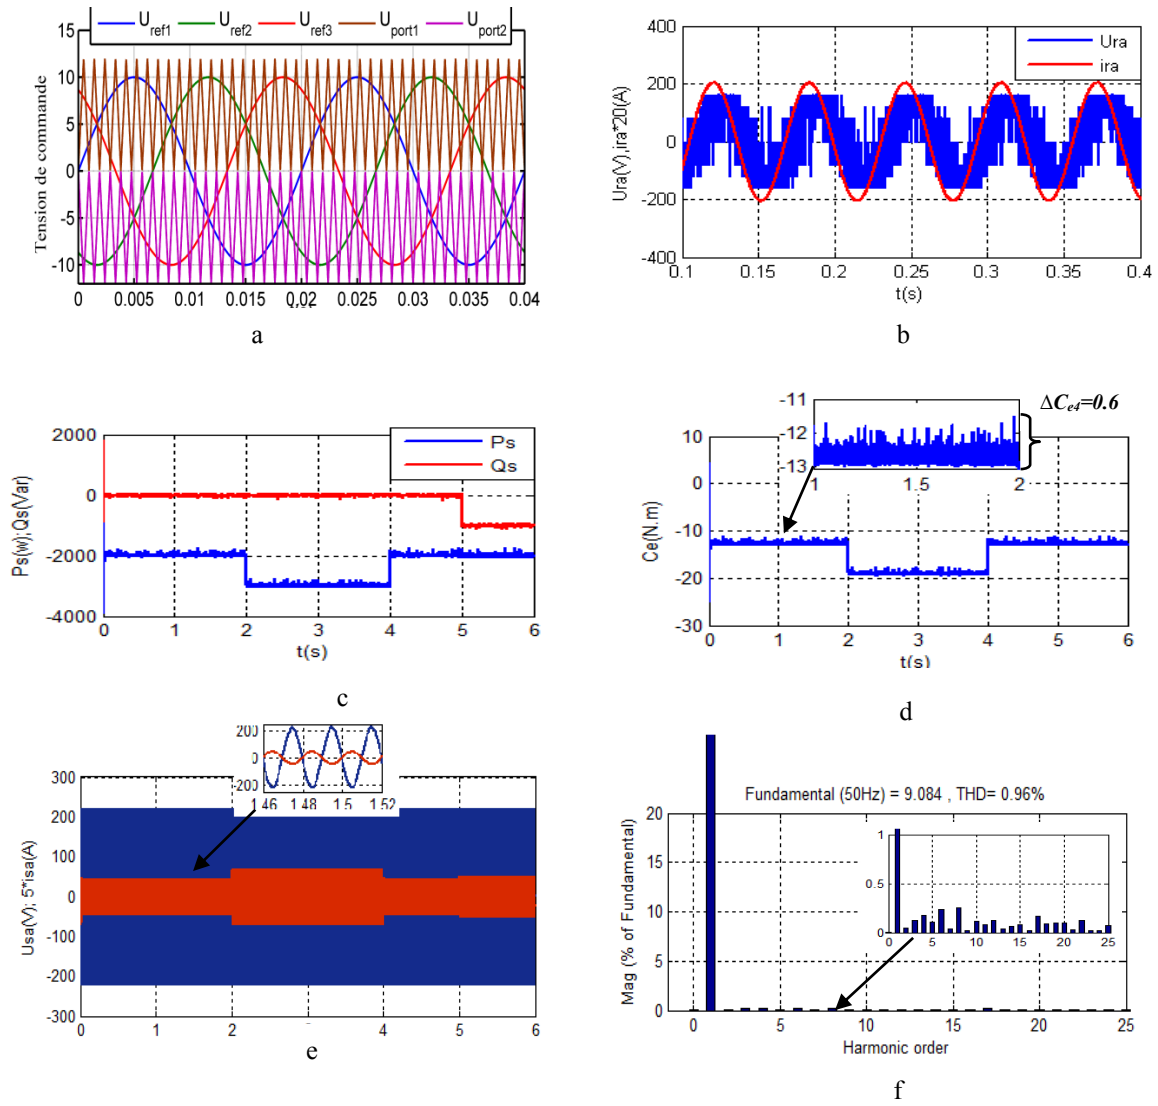 U_ref1 U_ref2 U_ref3 U_port1 U_port2
Tension de commande
15
10
5
0
-5
-10
0 0.005 0.01 0.015 0.02 0.025 0.03 0.035 0.04
a
Ura
ira
Ura(V),ira*20(A)
400
200
0
-200
-400
0.1 0.15 0.2 0.25 0.3 0.35 0.4
t(s)
b
Ps
Qs
Ps(w);Qs(Var)
2000
0
-2000
-4000
0 1 2 3 4 5 6
t(s)
c
-11
-12
-13
1 1.5 2
ΔCe4=0.6
Ce(N.m)
10
0
-10
-20
-30
0 1 2 3 4 5 6
t(s)
d
200
0
-200
1.46 1.48 1.5 1.52
Usa(V); 5*isa(A)
300
200
100
0
-100
-200
-300
0 1 2 3 4 5 6
e
Fundamental (50Hz) = 9.084 , THD= 0.96%
Mag (% of Fundamental)
20
15
10
5
0
1
0.5
0
0 5 10 15 20 25
0 5 10 15 20 25
Harmonic order
f